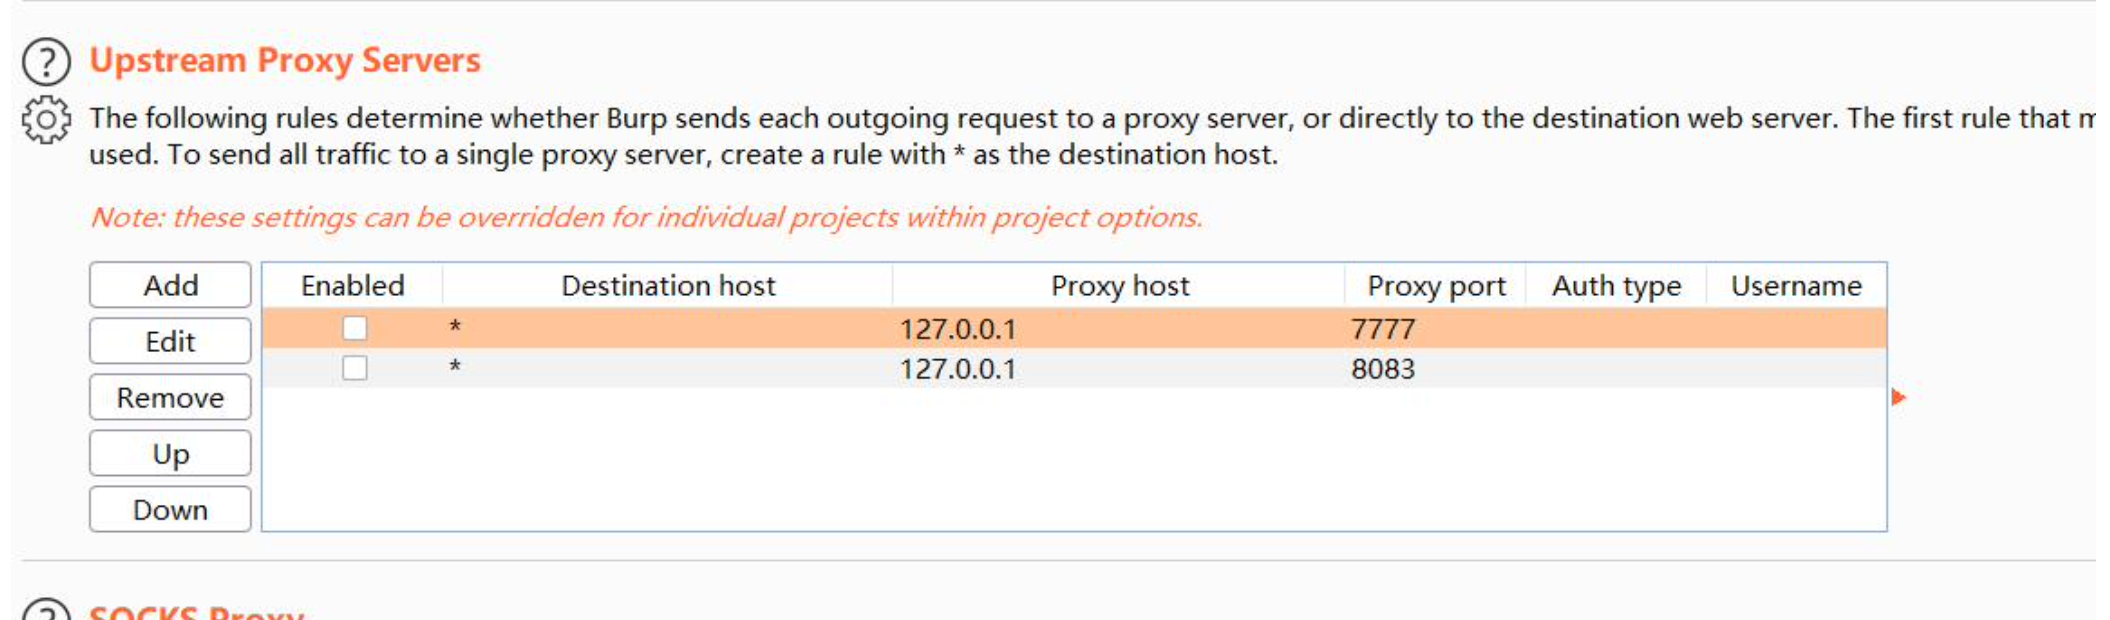 Upstream Proxy Servers
The following rules determine whether Burp sends each outgoing request to a proxy server, or directly to the destination web server. The first rule that
used. To send all traffic to a single proxy server, create a rule with * as the destination host.
Note: these settings can be overridden for individual projects within project options.
Add
Edit
Remove
Up
Down
Enabled Destination host Proxy host Proxy port Auth type Username
* 127.0.0.1 7777
* 127.0.0.1 8083
SOCKS Proxy